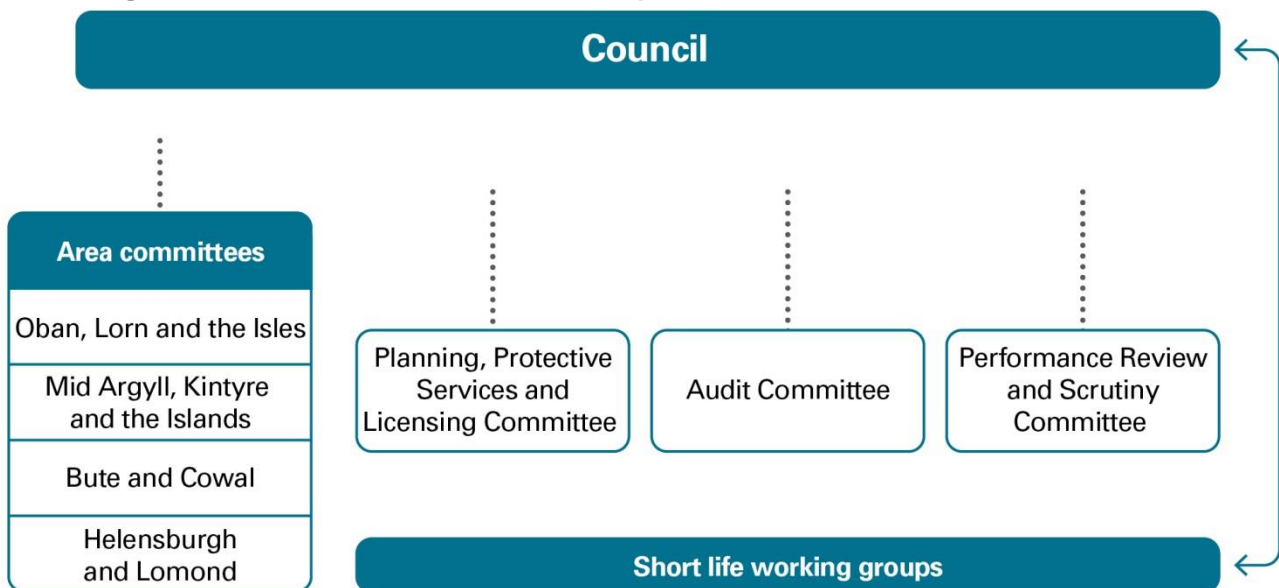 Council
Area committees
Oban, Lorn and the Isles
Mid Argyll, Kintyre
and the Islands
Bute and Cowal
Helensburgh
and Lomond
Planning, Protective
Services and
Licensing Committee
Audit Committee
Performance Review
and Scrutiny
Committee
Short life working groups